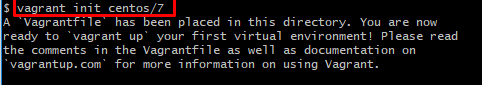 $ vagrant init centos/7
A `Vagrantfile` has been placed in this directory. You are now
ready to `vagrant up` your first virtual environment! Please read
the comments in the Vagrantfile as well as documentation on
`vagrantup.com` for more information on using Vagrant.